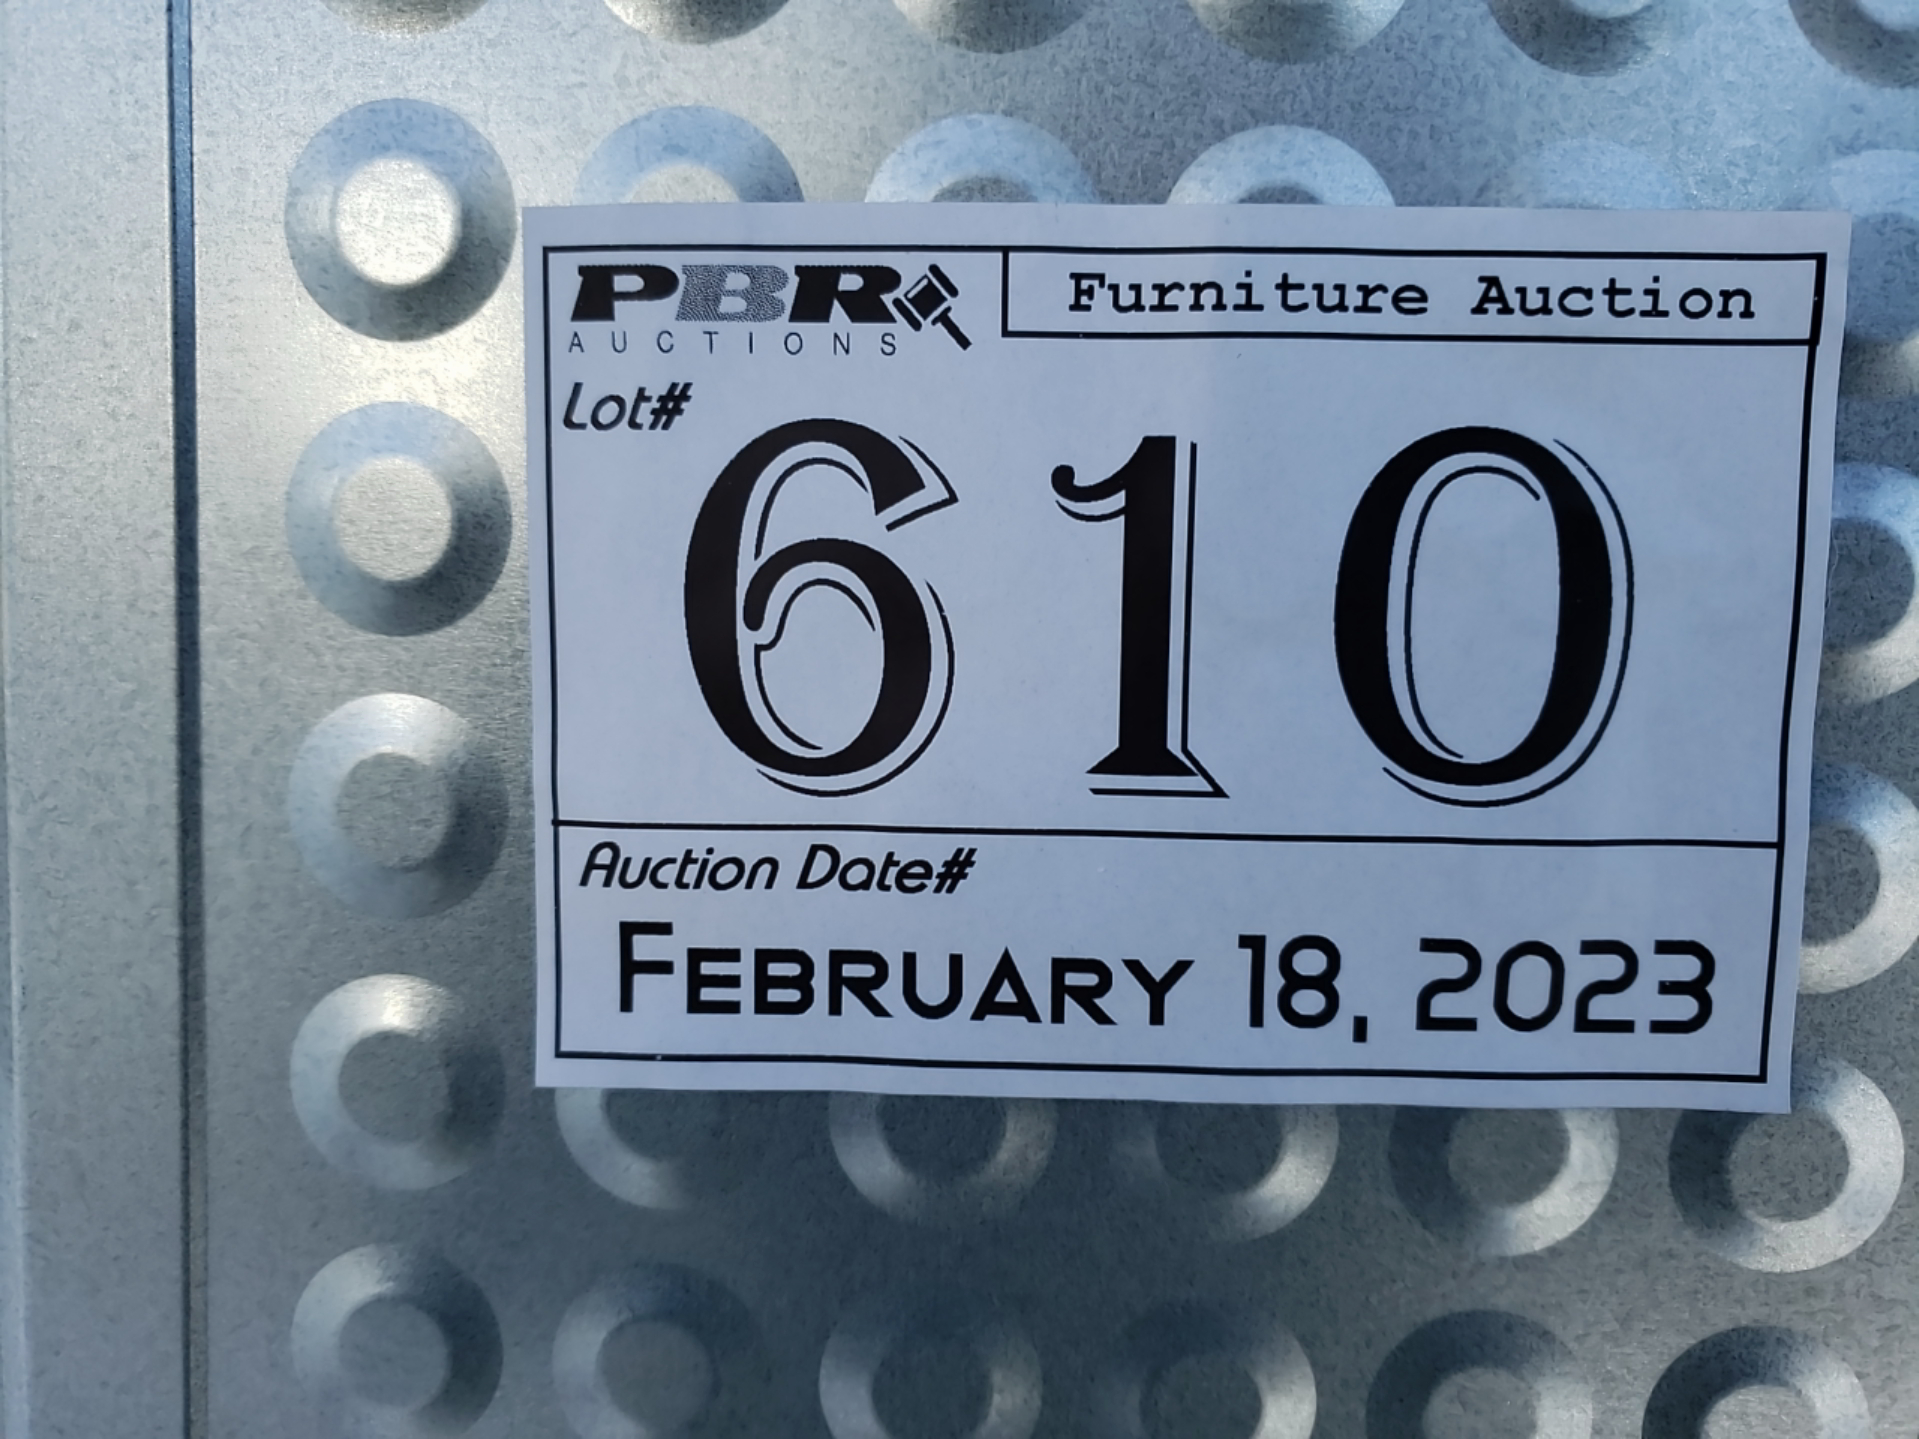 PBR
AUCTIONS
Furniture Auction
Lot#
610
Auction Date#
FEBRUARY 18, 2023